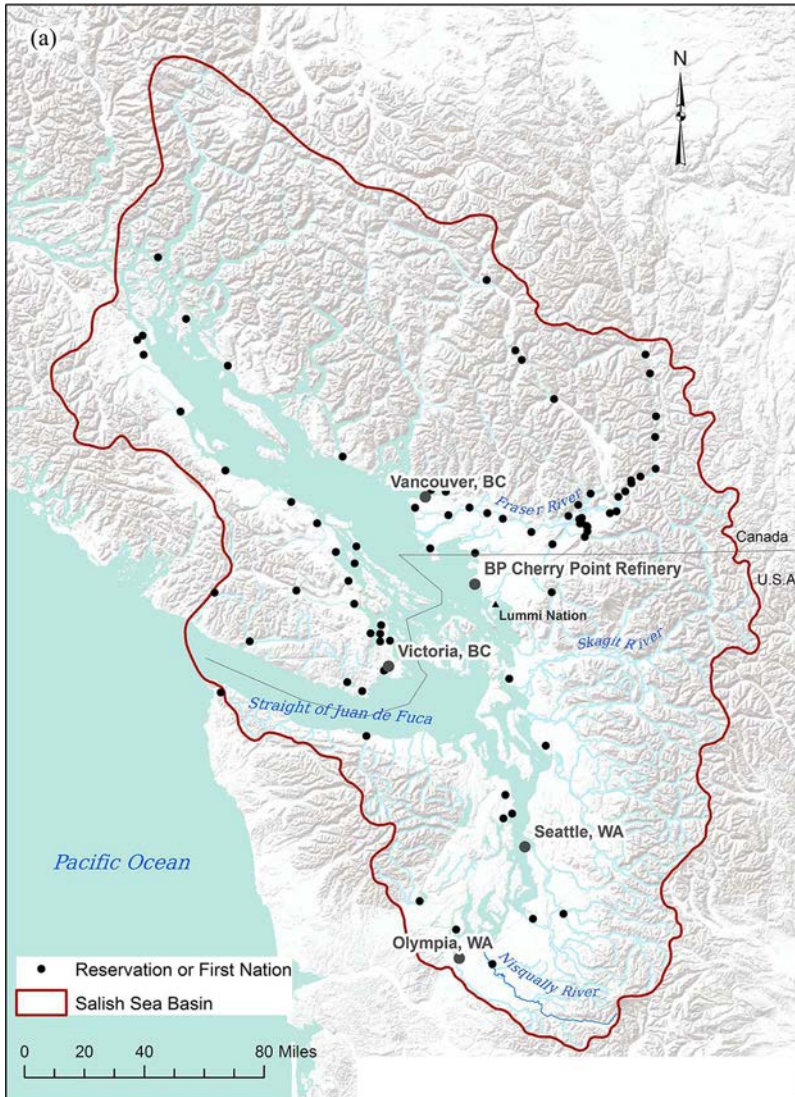 (a)
N
Vancouver, BC
Fraser River
Canada
U.S.A
BP Cherry Point Refinery
Lummi Nation
Skagit River
Victoria, BC
Straight of Juan de Fuca
Seattle, WA
Pacific Ocean
Olympia, WA
Nisqually River
Reservation or First Nation
Salish Sea Basin
0 20 40 80 Miles